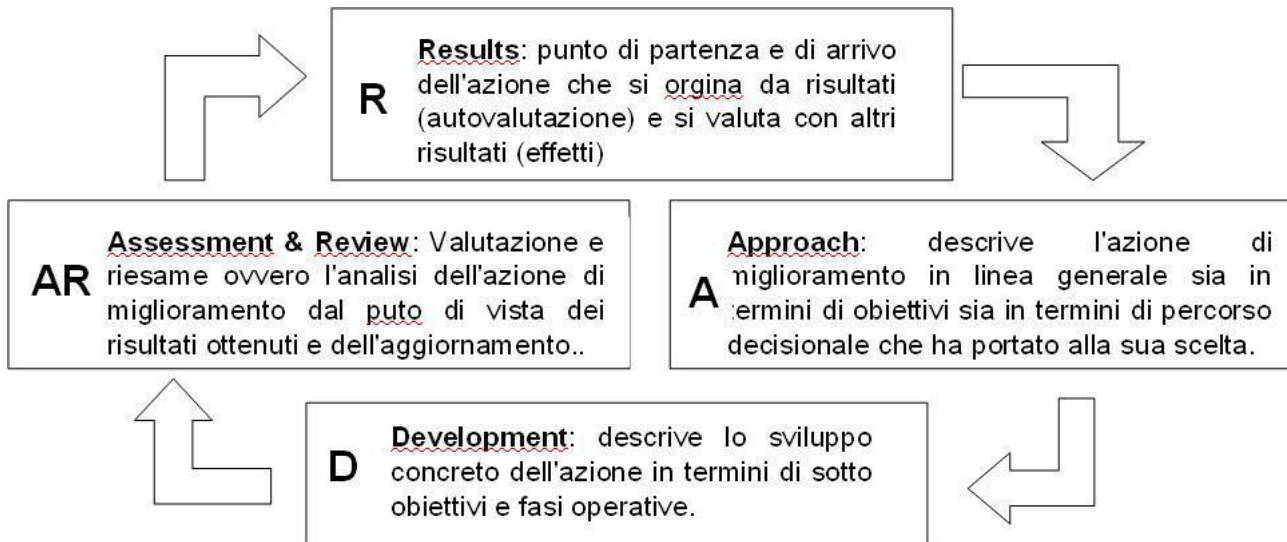 R
Results: punto di partenza e di arrivo
dell'azione che si orgina da risultati
(autovalutazione) e si valuta con altri
risultati (effetti)
AR
Assessment & Review: Valutazione e
riesame ovvero l'analisi dell'azione di
miglioramento dal puto di vista dei
risultati ottenuti e dell'aggiornamento..
A
Approach: descrive l'azione di
miglioramento in linea generale sia in
termini di obiettivi sia in termini di percorso
decisionale che ha portato alla sua scelta.
D
Development: descrive lo sviluppo
concreto dell'azione in termini di sotto
obiettivi e fasi operative.